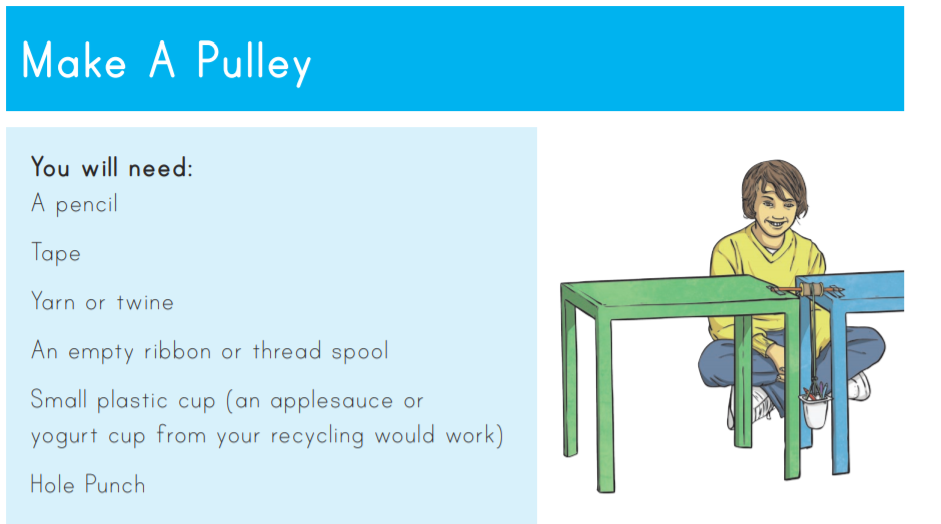 Make A Pulley
You will need:
A pencil
Tape
Yarn or twine
An empty ribbon or thread spool
Small plastic cup (an applesauce or
yogurt cup from your recycling would work)
Hole Punch